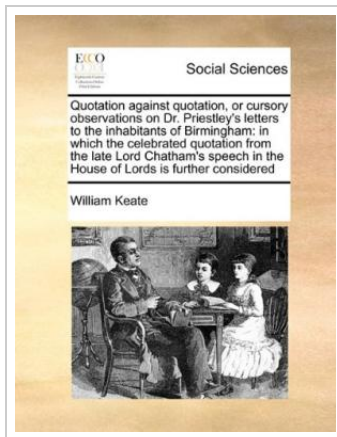 ECCO
Social Sciences
Quotation against quotation, or cursory
observations on Dr. Priestley's letters
to the inhabitants of Birmingham: in
which the celebrated quotation from
the late Lord Chatham's speech in the
House of Lords is further considered
William Keate